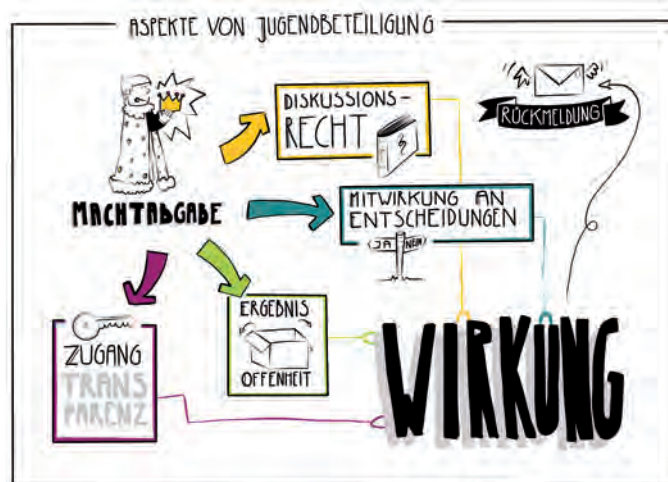 ASPEKTE VON JUGENDBETEILIGUNG
MACHTABGABE
DISKUSSIONS-
RECHT
RÜCKMELDUNG
MITWIRKUNG AN
ENTSCHEIDUNGEN
JA NEIN
ZUGANG
TRANS
PARENZ
ERGEBNIS
OFFENHEIT
WIRKUNG